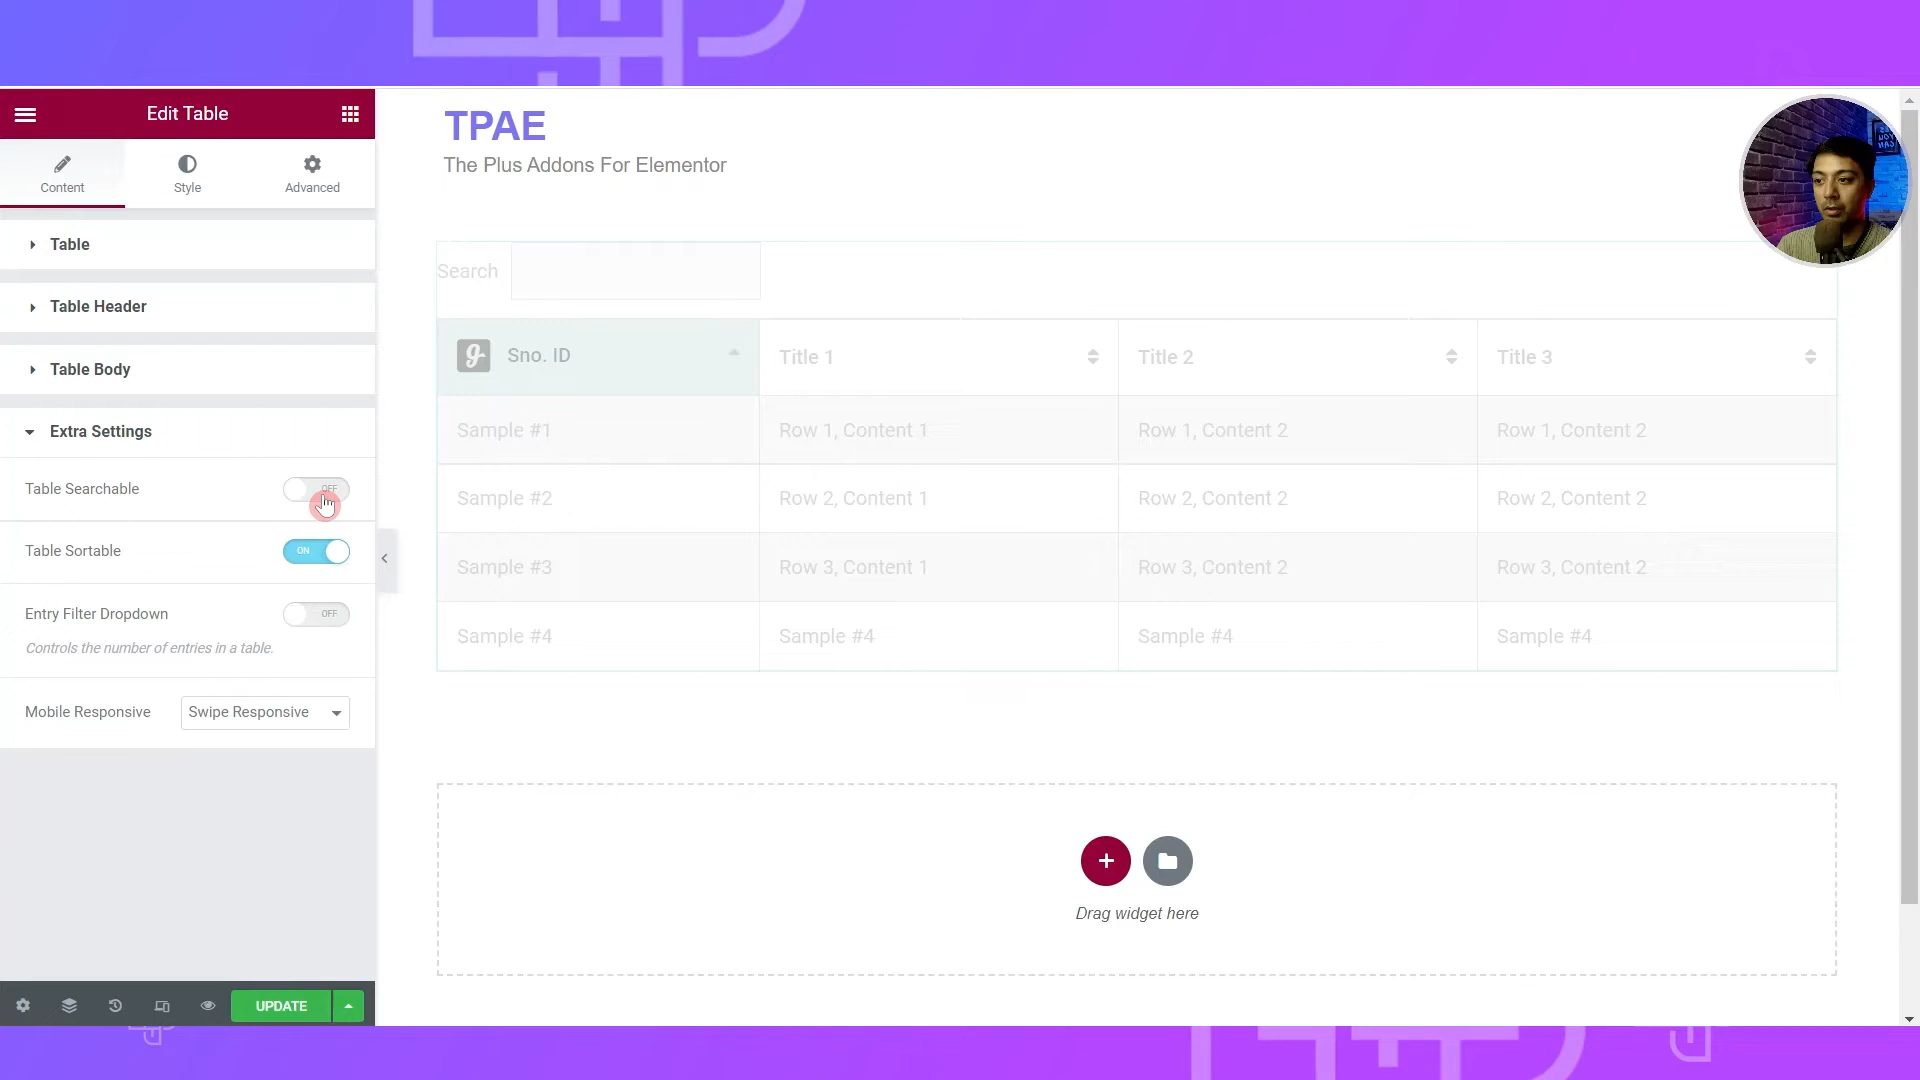 Edit Table
Content
Style
Advanced
Table
Table Header
Table Body
Extra Settings
Table Searchable
OFF
Table Sortable
ON
Entry Filter Dropdown
OFF
Controls the number of entries in a table.
Mobile Responsive
Swipe Responsive
UPDATE
TPAE
The Plus Addons For Elementor
Search
Sno. ID
Title 1
Title 2
Title 3
Sample #1
Row 1, Content 1
Row 1, Content 2
Row 1, Content 2
Sample #2
Row 2, Content 1
Row 2, Content 2
Row 2, Content 2
Sample #3
Row 3, Content 1
Row 3, Content 2
Row 3, Content 2
Sample #4
Sample #4
Sample #4
Sample #4
Drag widget here